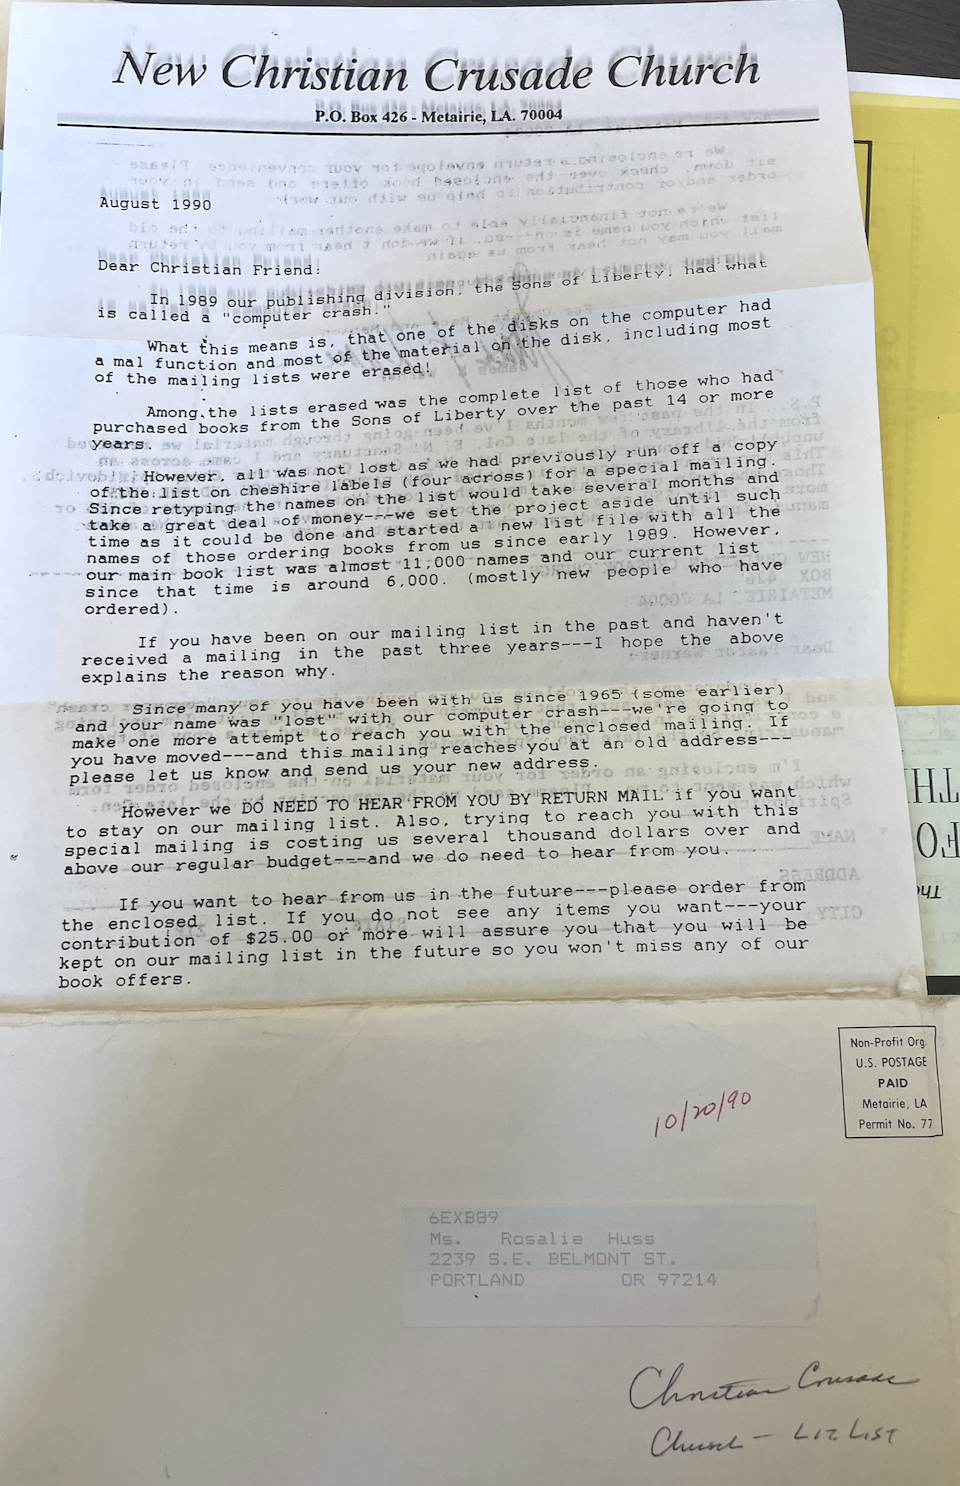 New Christian Crusade Church
P.O. Box 426 - Metairie, LA. 70004
August 1990
Dear Christian Friend:
In 1989 our publishing division, the Sons of Liberty, had what
is called a "computer crash."
What this means is, that one of the disks on the computer had
a mal function and most of the material on the disk, including most
of the mailing lists were erased!
Among the lists erased was the complete list of those who had
purchased books from the Sons of Liberty over the past 14 or more
years.
However, all was not lost as we had previously run off a copy
of the list on cheshire labels (four across) for a special mailing.
Since retyping the names on the list would take several months and
take a great deal of money---we set the project aside until such
time as it could be done and started a new list file with all the
names of those ordering books from us since early 1989. However,
our main book list was almost 11,000 names and our current list
since that time is around 6,000. (mostly new people who have
ordered).
If you have been on our mailing list in the past and haven't
received a mailing in the past three years---I hope the above
explains the reason why.
Since many of you have been with us since 1965 (some earlier)
and your name was "lost" with our computer crash---we're going to
make one more attempt to reach you with the enclosed mailing. If
you have moved---and this mailing reaches you at an old address---
please let us know and send us your new address.
However we DO NEED TO HEAR FROM YOU BY RETURN MAIL if you want
to stay on our mailing list. Also, trying to reach you with this
special mailing is costing us several thousand dollars over and
above our regular budget---and we do need to hear from you.
If you want to hear from us in the future---please order from
the enclosed list. If you do not see any items you want---your
contribution of $25.00 or more will assure you that you will be
kept on our mailing list in the future so you won't miss any of our
book offers.
Non-Profit Org.
U.S. POSTAGE
PAID
Metairie, LA
Permit No. 77
10/20/90
6EXB89
Ms. Rosalie Huss
2239 S.E. BELMONT ST.
PORTLAND OR 97214
Christian Crusade
Church - LIT. LIST